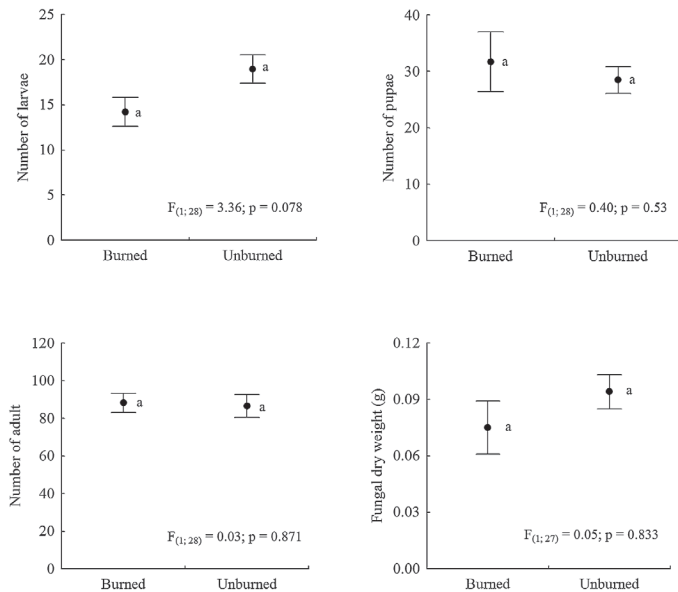 Number of larvae
25
20
15
10
5
0
a
a
F(1; 28) = 3.36; p = 0.078
Burned
Unburned
Number of pupae
40
30
20
10
0
a
a
F(1; 28) = 0.40; p = 0.53
Burned
Unburned
Number of adult
120
100
80
60
40
20
0
a
a
F(1; 28) = 0.03; p = 0.871
Burned
Unburned
Fungal dry weight (g)
0.12
0.09
0.06
0.03
0.00
a
a
F(1; 27) = 0.05; p = 0.833
Burned
Unburned